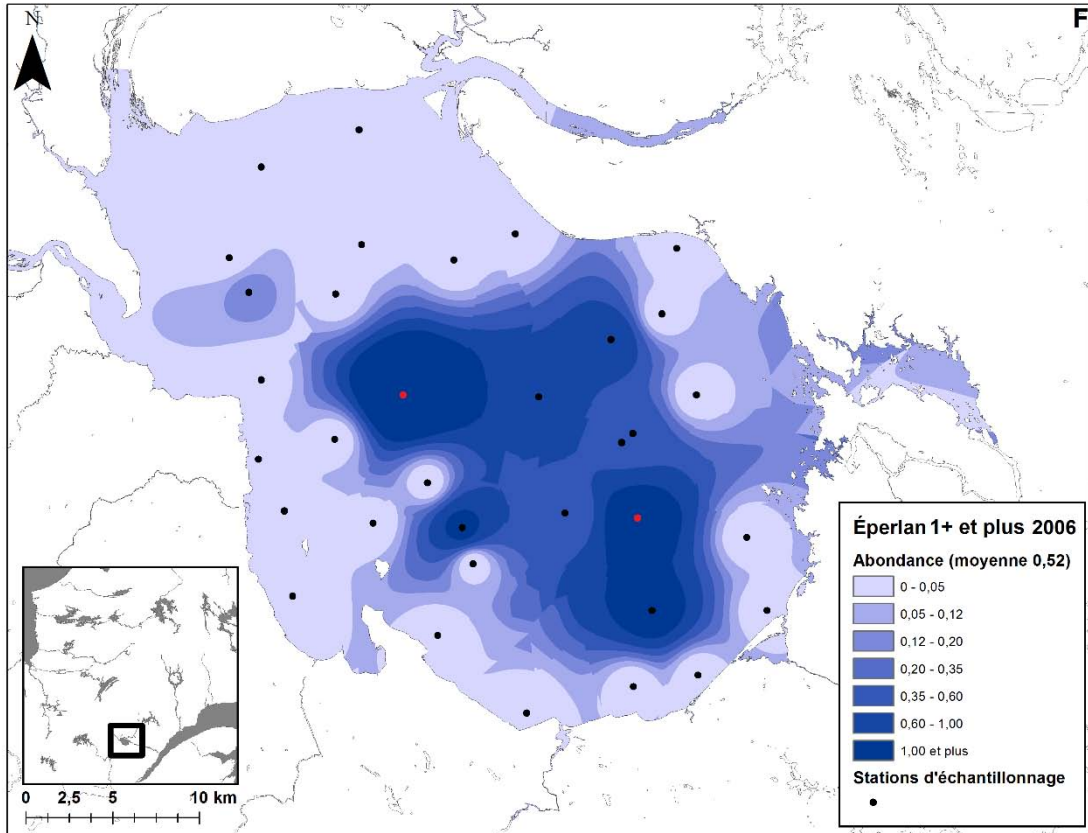 N
F
Éperlan 1+ et plus 2006
Abondance (moyenne 0,52)
0 - 0,05
0,05 - 0,12
0,12 - 0,20
0,20 - 0,35
0,35 - 0,60
0,60 - 1,00
1,00 et plus
Stations d'échantillonnage
0 2,5 5 10 km